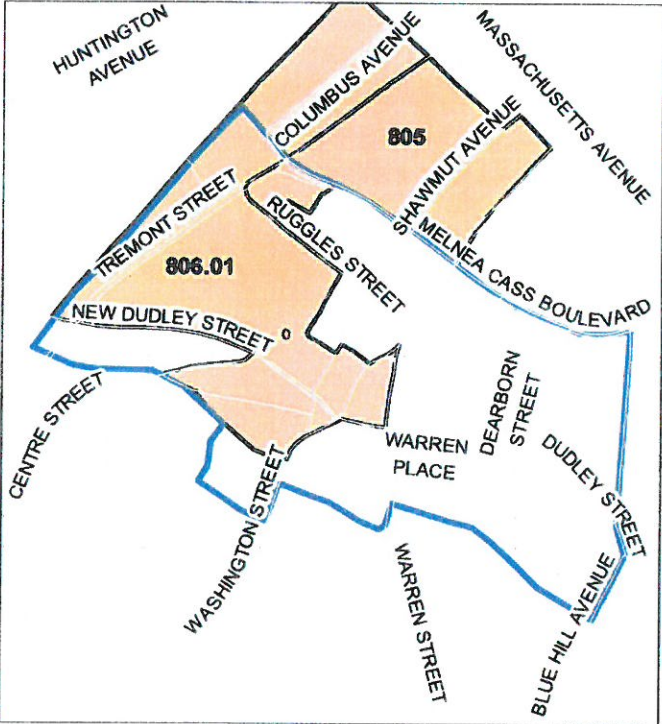 HUNTINGTON
AVENUE
COLUMBUS AVENUE
MASSACHUSETTS AVENUE
805
SHAWMUT AVENUE
TREMONT STREET
RUGGLES STREET
MELNEA CASS BOULEVARD
806.01
NEW DUDLEY STREET
0
CENTRE STREET
DEARBORN
STREET
WARREN
PLACE
DUDLEY STREET
WASHINGTON STREET
WARREN STREET
BLUE HILL AVENUE